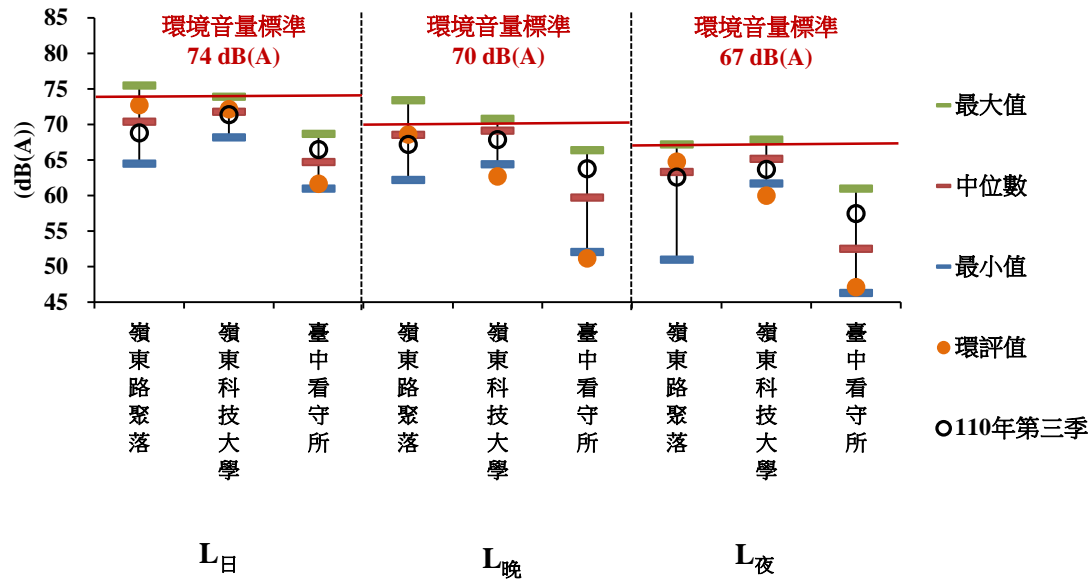 85
80
75
70
65
60
55
50
45
(dB(A))
環境音量標準
74 dB(A)
環境音量標準
70 dB(A)
環境音量標準
67 dB(A)
嶺東路聚落
嶺東科技大學
臺中看守所
嶺東路聚落
嶺東科技大學
臺中看守所
嶺東路聚落
嶺東科技大學
臺中看守所
L日
L晚
L夜
最大值
中位數
最小值
環評值
110年第三季